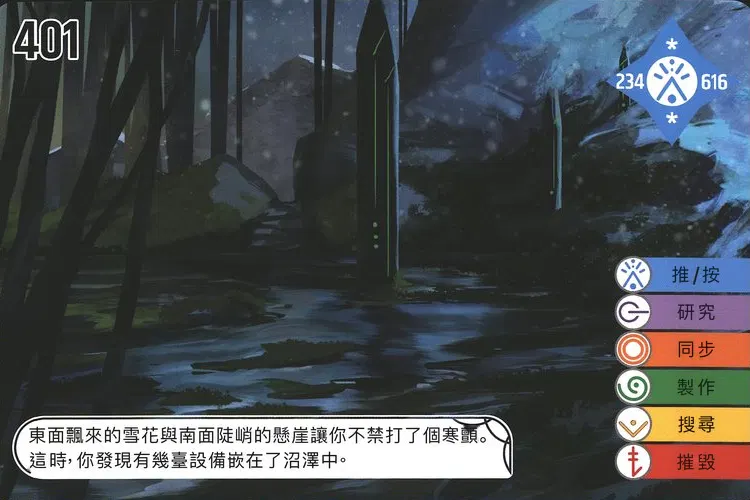 401
*
234 616
*
推/按
研究
同步
製作
搜尋
摧毀
東面飄來的雪花與南面陡峭的懸崖讓你不禁打了個寒顫。
這時，你發現有幾臺設備嵌在了沼澤中。